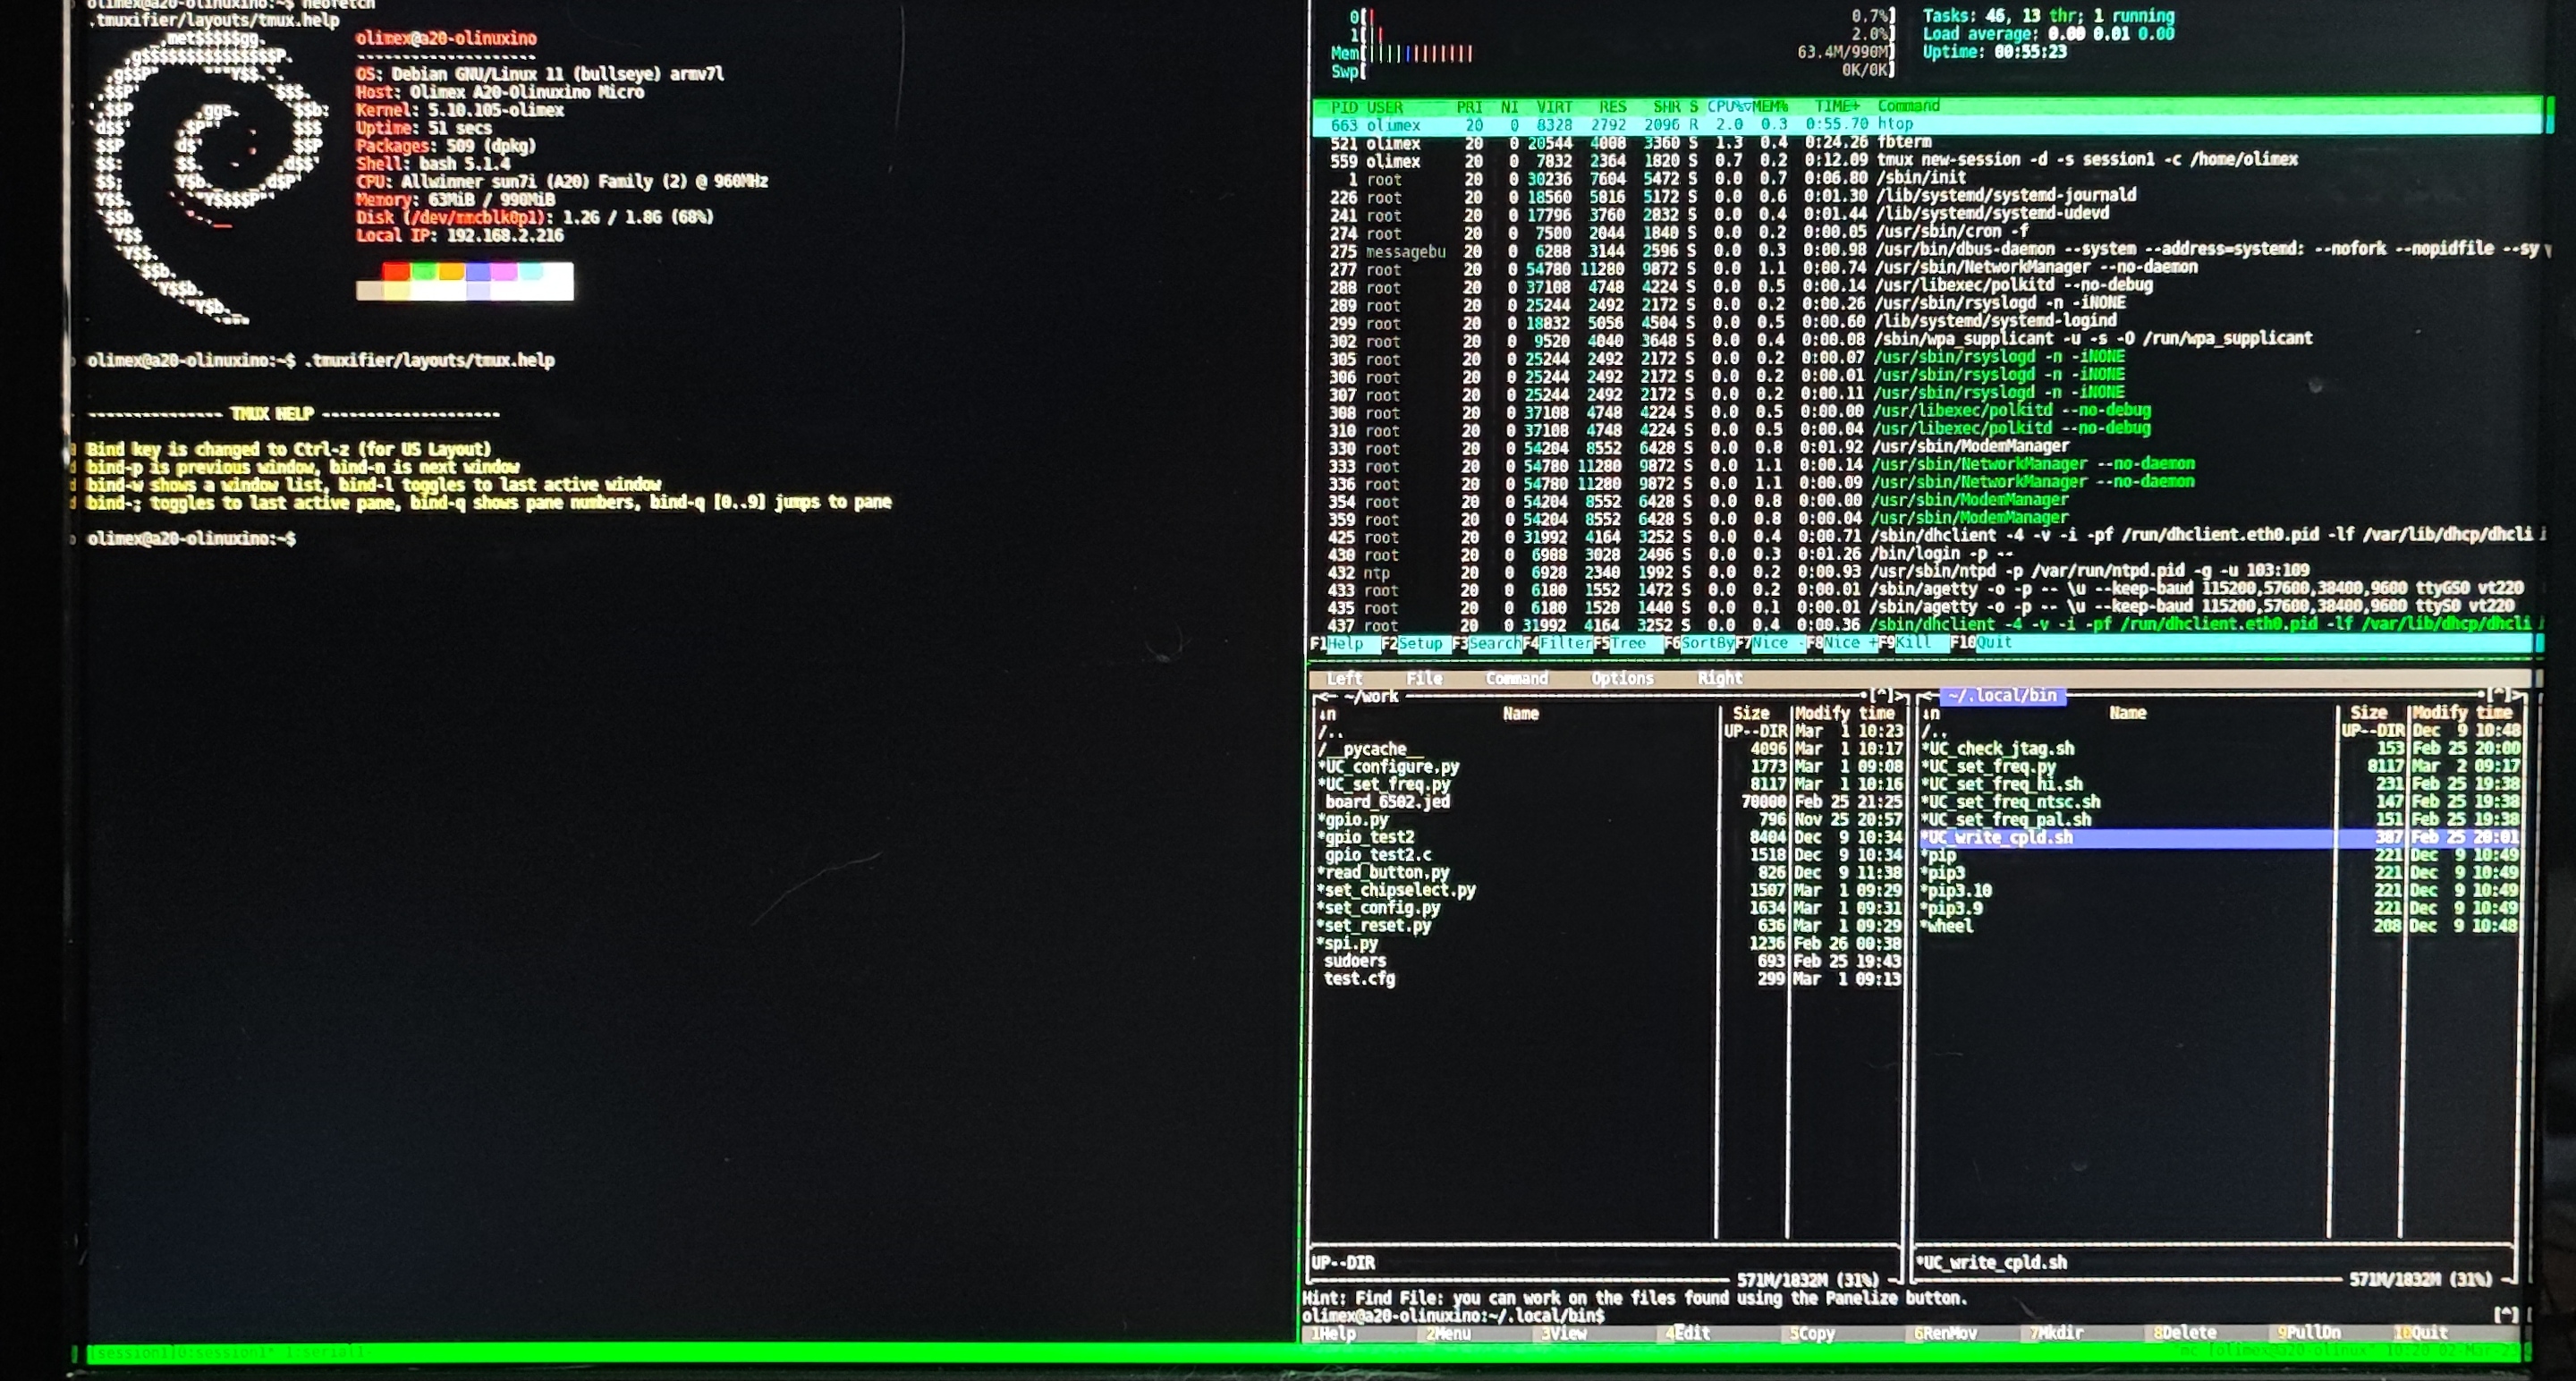 olimex@a20-olinuxino:~$ neofetch
.tmuxifier/layouts/tmux.help
olimex@a20-olinuxino
--------------------
OS: Debian GNU/Linux 11 (bullseye) armv7l
Host: Olimex A20-Olinuxino Micro
Kernel: 5.10.105-olimex
Uptime: 51 secs
Packages: 509 (dpkg)
Shell: bash 5.1.4
CPU: Allwinner sun7i (A20) Family (2) @ 960MHz
Memory: 63MiB / 990MiB
Disk (/dev/mmcblk0p1): 1.2G / 1.8G (68%)
Local IP: 192.168.2.216
olimex@a20-olinuxino:~$ .tmuxifier/layouts/tmux.help
--------------- TMUX HELP --------------------
Bind key is changed to Ctrl-z (for US Layout)
bind-p is previous window, bind-n is next window
bind-w shows a window list, bind-l toggles to last active window
bind-; toggles to last active pane, bind-q shows pane numbers, bind-q [0..9] jumps to pane
olimex@a20-olinuxino:~$
0[| 0.7%] Tasks: 46, 13 thr; 1 running
1[|| 2.0%] Load average: 0.00 0.01 0.00
Mem[|||||||||||| 63.4M/990M] Uptime: 00:55:23
Swp[ 0K/0K]
PID USER PRI NI VIRT RES SHR S CPU%▽MEM% TIME+ Command
663 olimex 20 0 8328 2792 2096 R 2.0 0.3 0:55.70 htop
521 olimex 20 0 20544 4008 3360 S 1.3 0.4 0:24.26 fbterm
559 olimex 20 0 7832 2364 1820 S 0.7 0.2 0:12.09 tmux new-session -d -s session1 -c /home/olimex
1 root 20 0 30236 7604 5472 S 0.0 0.7 0:06.80 /sbin/init
226 root 20 0 18560 5816 5172 S 0.0 0.6 0:01.30 /lib/systemd/systemd-journald
241 root 20 0 17796 3760 2832 S 0.0 0.4 0:01.44 /lib/systemd/systemd-udevd
274 root 20 0 7500 2044 1840 S 0.0 0.2 0:00.05 /usr/sbin/cron -f
275 messagebu 20 0 6288 3144 2596 S 0.0 0.3 0:00.98 /usr/bin/dbus-daemon --system --address=systemd: --nofork --nopidfile --sy
277 root 20 0 54780 11280 9872 S 0.0 1.1 0:00.74 /usr/sbin/NetworkManager --no-daemon
288 root 20 0 37108 4748 4224 S 0.0 0.5 0:00.14 /usr/libexec/polkitd --no-debug
289 root 20 0 25244 2492 2172 S 0.0 0.2 0:00.26 /usr/sbin/rsyslogd -n -iNONE
299 root 20 0 18832 5056 4504 S 0.0 0.5 0:00.60 /lib/systemd/systemd-logind
302 root 20 0 9520 4040 3648 S 0.0 0.4 0:00.08 /sbin/wpa_supplicant -u -s -O /run/wpa_supplicant
305 root 20 0 25244 2492 2172 S 0.0 0.2 0:00.07 /usr/sbin/rsyslogd -n -iNONE
306 root 20 0 25244 2492 2172 S 0.0 0.2 0:00.01 /usr/sbin/rsyslogd -n -iNONE
307 root 20 0 25244 2492 2172 S 0.0 0.2 0:00.11 /usr/sbin/rsyslogd -n -iNONE
308 root 20 0 37108 4748 4224 S 0.0 0.5 0:00.00 /usr/libexec/polkitd --no-debug
310 root 20 0 37108 4748 4224 S 0.0 0.5 0:00.04 /usr/libexec/polkitd --no-debug
330 root 20 0 54204 8552 6428 S 0.0 0.8 0:01.92 /usr/sbin/ModemManager
333 root 20 0 54780 11280 9872 S 0.0 1.1 0:00.14 /usr/sbin/NetworkManager --no-daemon
336 root 20 0 54780 11280 9872 S 0.0 1.1 0:00.09 /usr/sbin/NetworkManager --no-daemon
354 root 20 0 54204 8552 6428 S 0.0 0.8 0:00.00 /usr/sbin/ModemManager
359 root 20 0 54204 8552 6428 S 0.0 0.8 0:00.04 /usr/sbin/ModemManager
425 root 20 0 31992 4164 3252 S 0.0 0.4 0:00.71 /sbin/dhclient -4 -v -i -pf /run/dhclient.eth0.pid -lf /var/lib/dhcp/dhcli
430 root 20 0 6908 3028 2496 S 0.0 0.3 0:01.26 /bin/login -p --
432 ntp 20 0 6928 2340 1992 S 0.0 0.2 0:00.93 /usr/sbin/ntpd -p /var/run/ntpd.pid -g -u 103:109
433 root 20 0 6180 1552 1472 S 0.0 0.2 0:00.01 /sbin/agetty -o -p -- \u --keep-baud 115200,57600,38400,9600 ttyGS0 vt220
435 root 20 0 6180 1520 1440 S 0.0 0.1 0:00.01 /sbin/agetty -o -p -- \u --keep-baud 115200,57600,38400,9600 ttyS0 vt220
437 root 20 0 31992 4164 3252 S 0.0 0.4 0:00.36 /sbin/dhclient -4 -v -i -pf /run/dhclient.eth0.pid -lf /var/lib/dhcp/dhcli
F1Help F2Setup F3Search F4Filter F5Tree F6SortBy F7Nice - F8Nice + F9Kill F10Quit
Left File Command Options Right
~/work
.n Name Size Modify time
/.. UP--DIR Mar 1 10:23
/__pycache__ 4096 Mar 1 10:17
*UC_configure.py 1773 Mar 1 09:08
*UC_set_freq.py 8117 Mar 1 10:16
board_6502.jed 70000 Feb 25 21:25
*gpio.py 796 Nov 25 20:57
*gpio_test2 8404 Dec 9 10:34
gpio_test2.c 1518 Dec 9 10:34
*read_button.py 826 Dec 9 11:38
*set_chipselect.py 1507 Mar 1 09:29
*set_config.py 1634 Mar 1 09:31
*set_reset.py 636 Mar 1 09:29
*spi.py 1236 Feb 26 00:38
sudoers 693 Feb 25 19:43
test.cfg 299 Mar 1 09:13
UP--DIR
571M/1832M (31%)
~/.local/bin
.n Name Size Modify time
/.. UP--DIR Dec 9 10:48
*UC_check_jtag.sh 153 Feb 25 20:00
*UC_set_freq.py 8117 Mar 2 09:17
*UC_set_freq_hi.sh 231 Feb 25 19:38
*UC_set_freq_ntsc.sh 147 Feb 25 19:38
*UC_set_freq_pal.sh 151 Feb 25 19:38
*UC_write_cpld.sh 387 Feb 25 20:01
*pip 221 Dec 9 10:49
*pip3 221 Dec 9 10:49
*pip3.10 221 Dec 9 10:49
*pip3.9 221 Dec 9 10:49
*wheel 208 Dec 9 10:48
*UC_write_cpld.sh
571M/1832M (31%)
Hint: Find File: you can work on the files found using the Panelize button.
olimex@a20-olinuxino:~/.local/bin$ [^]
1Help 2Menu 3View 4Edit 5Copy 6RenMov 7Mkdir 8Delete 9PullDn 10Quit
[session1]0:session1* 1:serial1- "mc [olimex@a20-olinux" 10:20 02-Mar-23